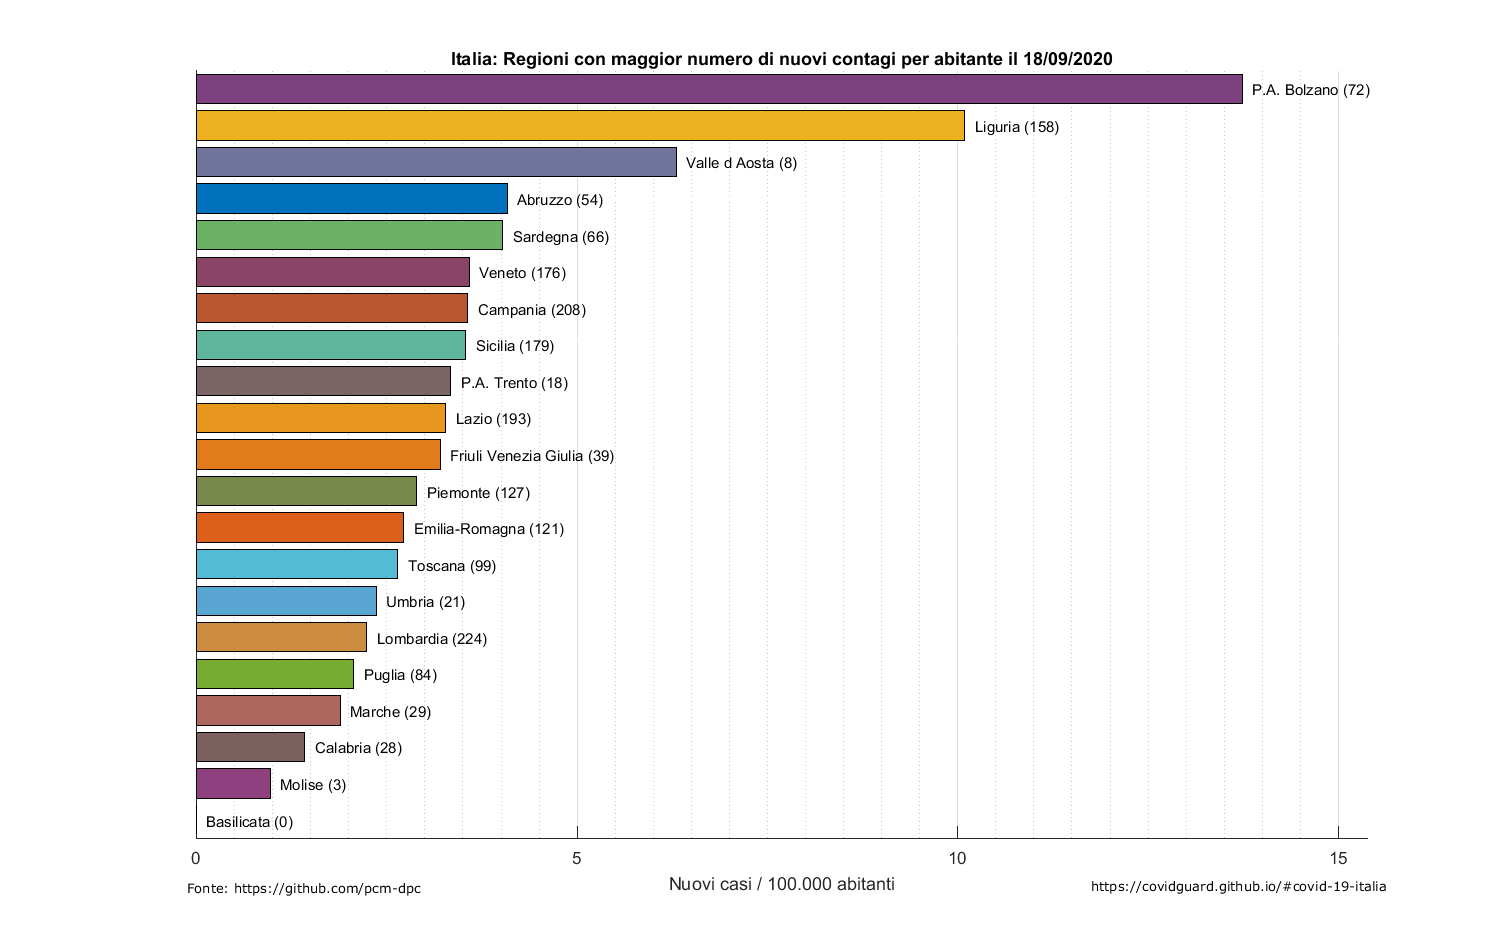 Italia: Regioni con maggior numero di nuovi contagi per abitante il 18/09/2020
P.A. Bolzano (72)
Liguria (158)
Valle d Aosta (8)
Abruzzo (54)
Sardegna (66)
Veneto (176)
Campania (208)
Sicilia (179)
P.A. Trento (18)
Lazio (193)
Friuli Venezia Giulia (39)
Piemonte (127)
Emilia-Romagna (121)
Toscana (99)
Umbria (21)
Lombardia (224)
Puglia (84)
Marche (29)
Calabria (28)
Molise (3)
Basilicata (0)
0 5 10 15
Nuovi casi / 100.000 abitanti
Fonte: https://github.com/pcm-dpc
https://covidguard.github.io/#covid-19-italia